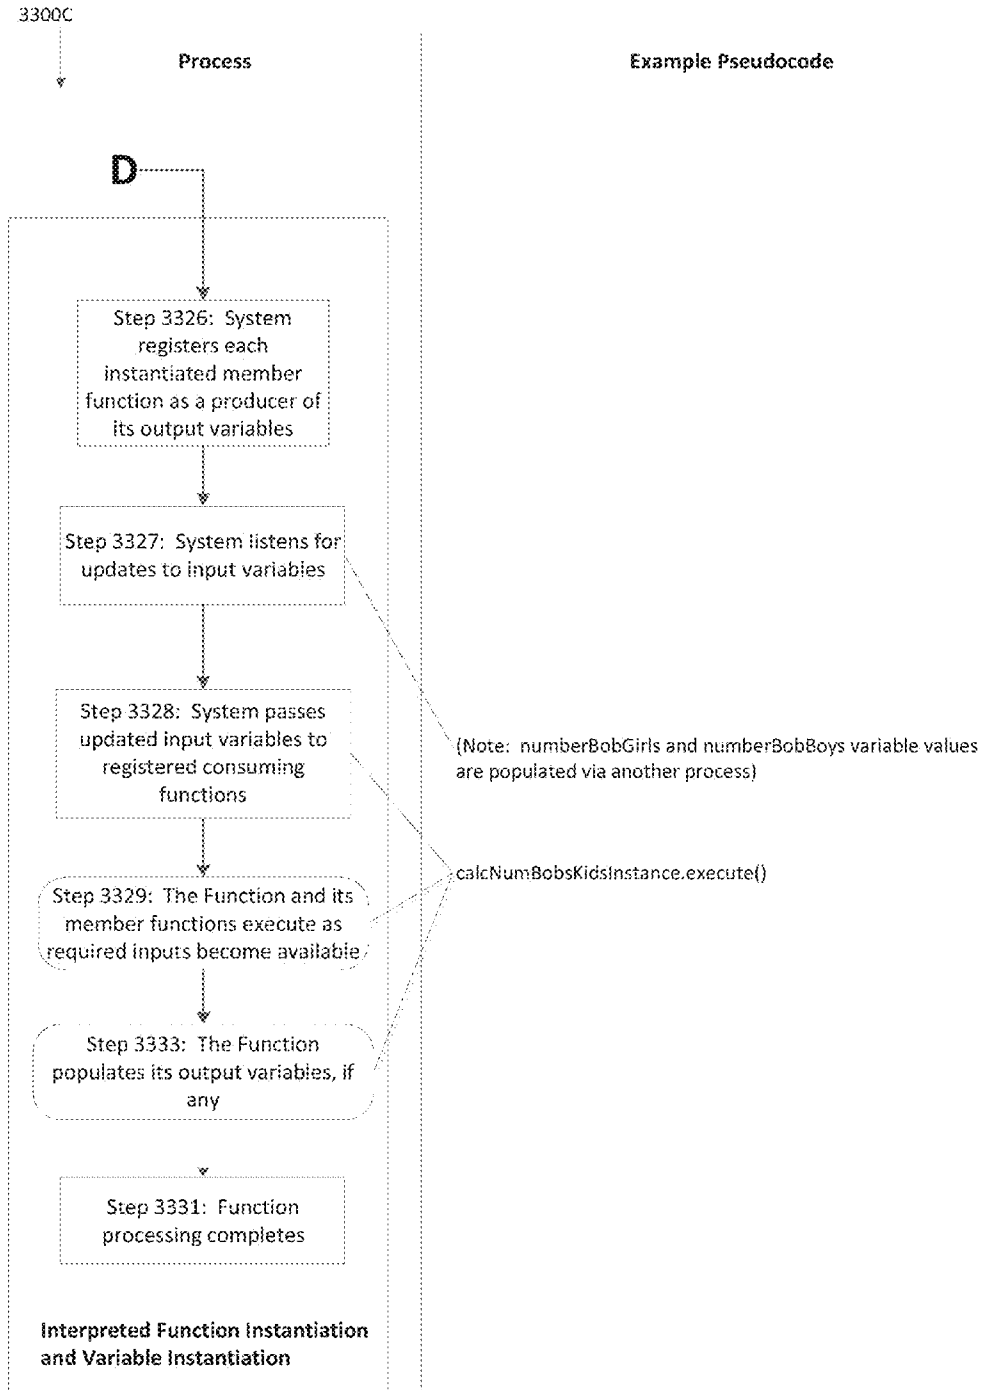 3300C
Process
Example Pseudocode
D
Step 3326: System
registers each
instantiated member
function as a producer of
its output variables
Step 3327: System listens for
updates to input variables
Step 3328: System passes
updated input variables to
registered consuming
functions
(Note: numberBobGirls and numberBobBoys variable values
are populated via another process)
calcNumBobsKidsInstance.execute()
Step 3329: The Function and its
member functions execute as
required inputs become available
Step 3333: The Function
populates its output variables, if
any
Step 3331: Function
processing completes
Interpreted Function Instantiation
and Variable Instantiation